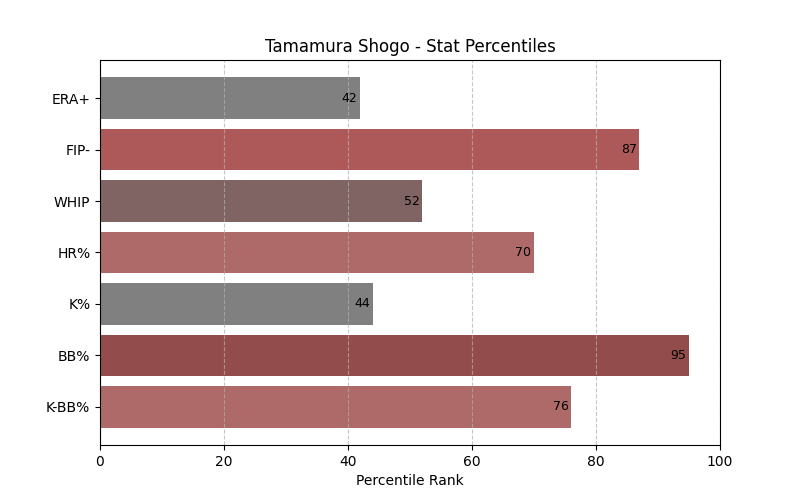 Tamamura Shogo - Stat Percentiles
ERA+ 42
FIP- 87
WHIP 52
HR% 70
K% 44
BB% 95
K-BB% 76
0 20 40 60 80 100
Percentile Rank